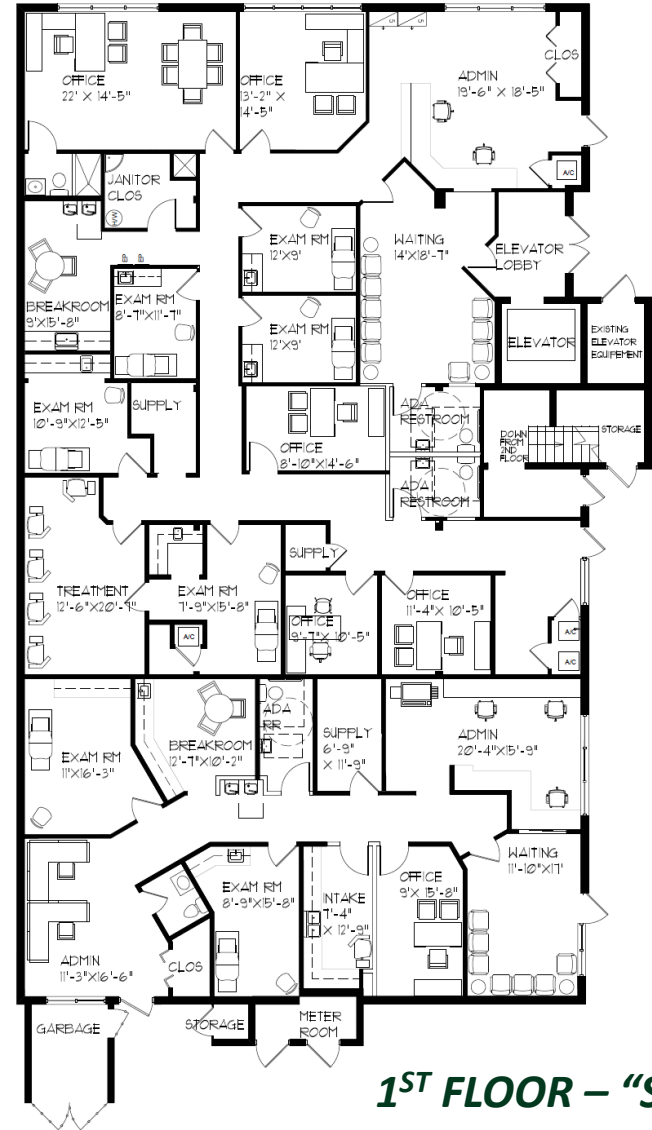 OFFICE
22' X 14'-5"
OFFICE
13'-2" X
14'-5"
ADMIN
19'-6" X 18'-5"
CLOS
A/C
JANITOR
CLOS
H/W
EXAM RM
12'X9'
WAITING
14'X18'-7"
ELEVATOR
LOBBY
BREAKROOM
9'X15'-8"
EXAM RM
8'-7"X11'-7"
EXAM RM
12'X9'
ELEVATOR
EXISTING
ELEVATOR
EQUIPEMENT
EXAM RM
10'-9"X12'-5"
SUPPLY
OFFICE
8'-10"X14'-6"
ADA
RESTROOM
DOWN
FROM
2ND
FLOOR
STORAGE
ADA
RESTROOM
SUPPLY
TREATMENT
EXAM RM
7'-9"X15'-8"
A/C
OFFICE
9'-7"X10'-5"
OFFICE
11'-4" X 10'-5"
A/C
A/C
EXAM RM
11'X16'-3"
BREAKROOM
12'-7"X10'-2"
ADA
RR
SUPPLY
6'-9"
X 11'-9"
ADMIN
20'-4"X15'-9"
WAITING
11'-10"X17'
ADMIN
11'-3"X16'-6"
CLOS
EXAM RM
8'-9"X15'-8"
INTAKE
7'-4"
X 12'-9"
OFFICE
9'X 15'-8"
GARBAGE
STORAGE
METER
ROOM
1ST FLOOR – “S